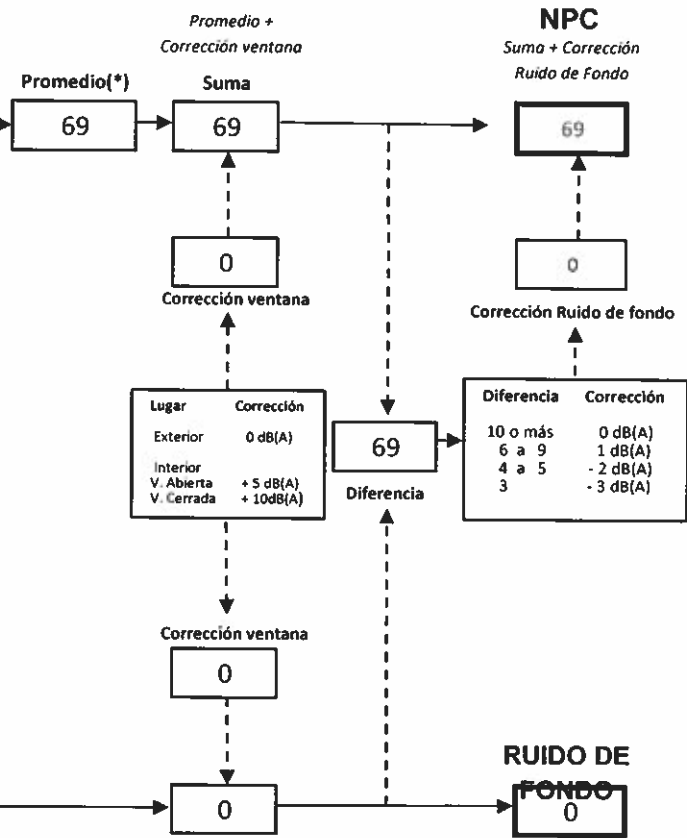 Promedio +
Corrección ventana
NPC
Suma + Corrección
Ruido de Fondo
Promedio(*)
Suma
69
69
69
0
Corrección ventana
0
Corrección Ruido de fondo
Lugar Corrección
Exterior 0 dB(A)
Interior
V. Abierta + 5 dB(A)
V. Cerrada + 10dB(A)
69
Diferencia
Diferencia Corrección
10 o más 0 dB(A)
6 a 9 1 dB(A)
4 a 5 - 2 dB(A)
3 - 3 dB(A)
Corrección ventana
0
0
RUIDO DE
FONDO
0